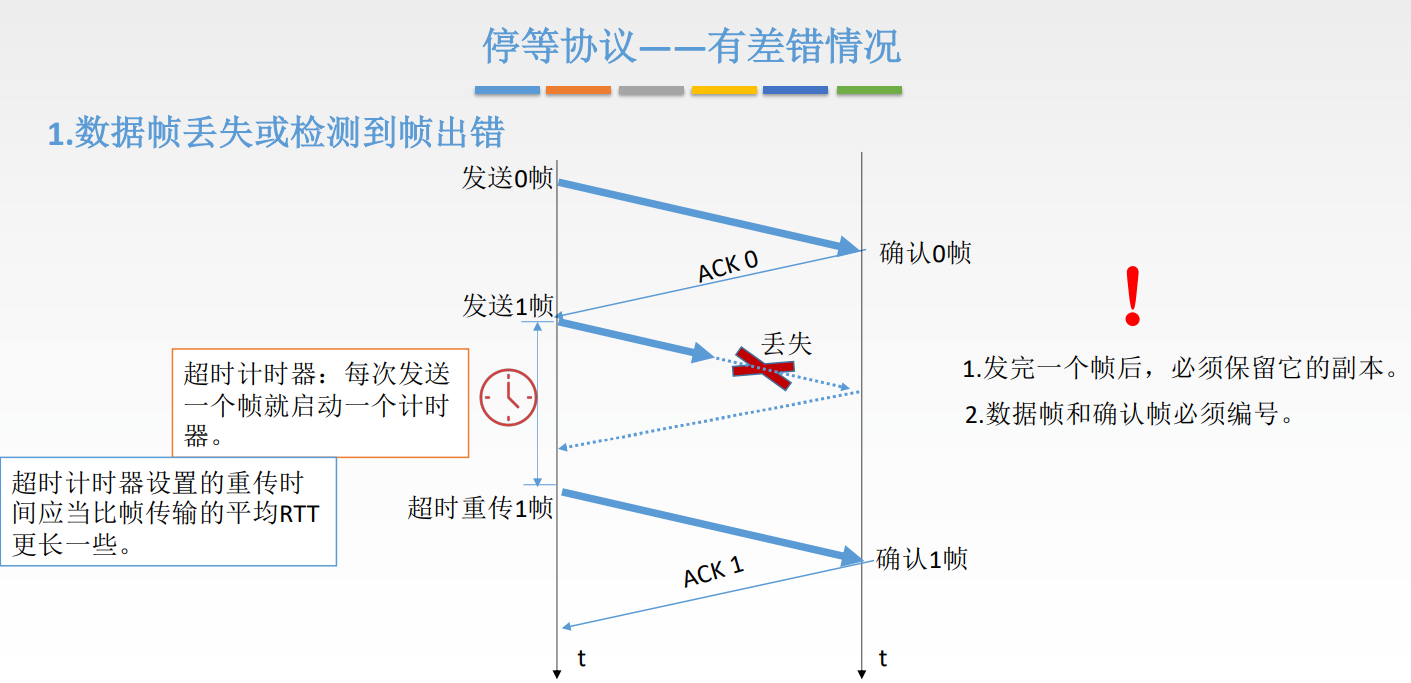 停等协议——有差错情况
1.数据帧丢失或检测到帧出错
发送0帧
确认0帧
ACK 0
发送1帧
丢失
超时计时器：每次发送
一个帧就启动一个计时
器。
1.发完一个帧后，必须保留它的副本。
2.数据帧和确认帧必须编号。
超时计时器设置的重传时
间应当比帧传输的平均RTT
更长一些。
超时重传1帧
确认1帧
ACK 1
t
t